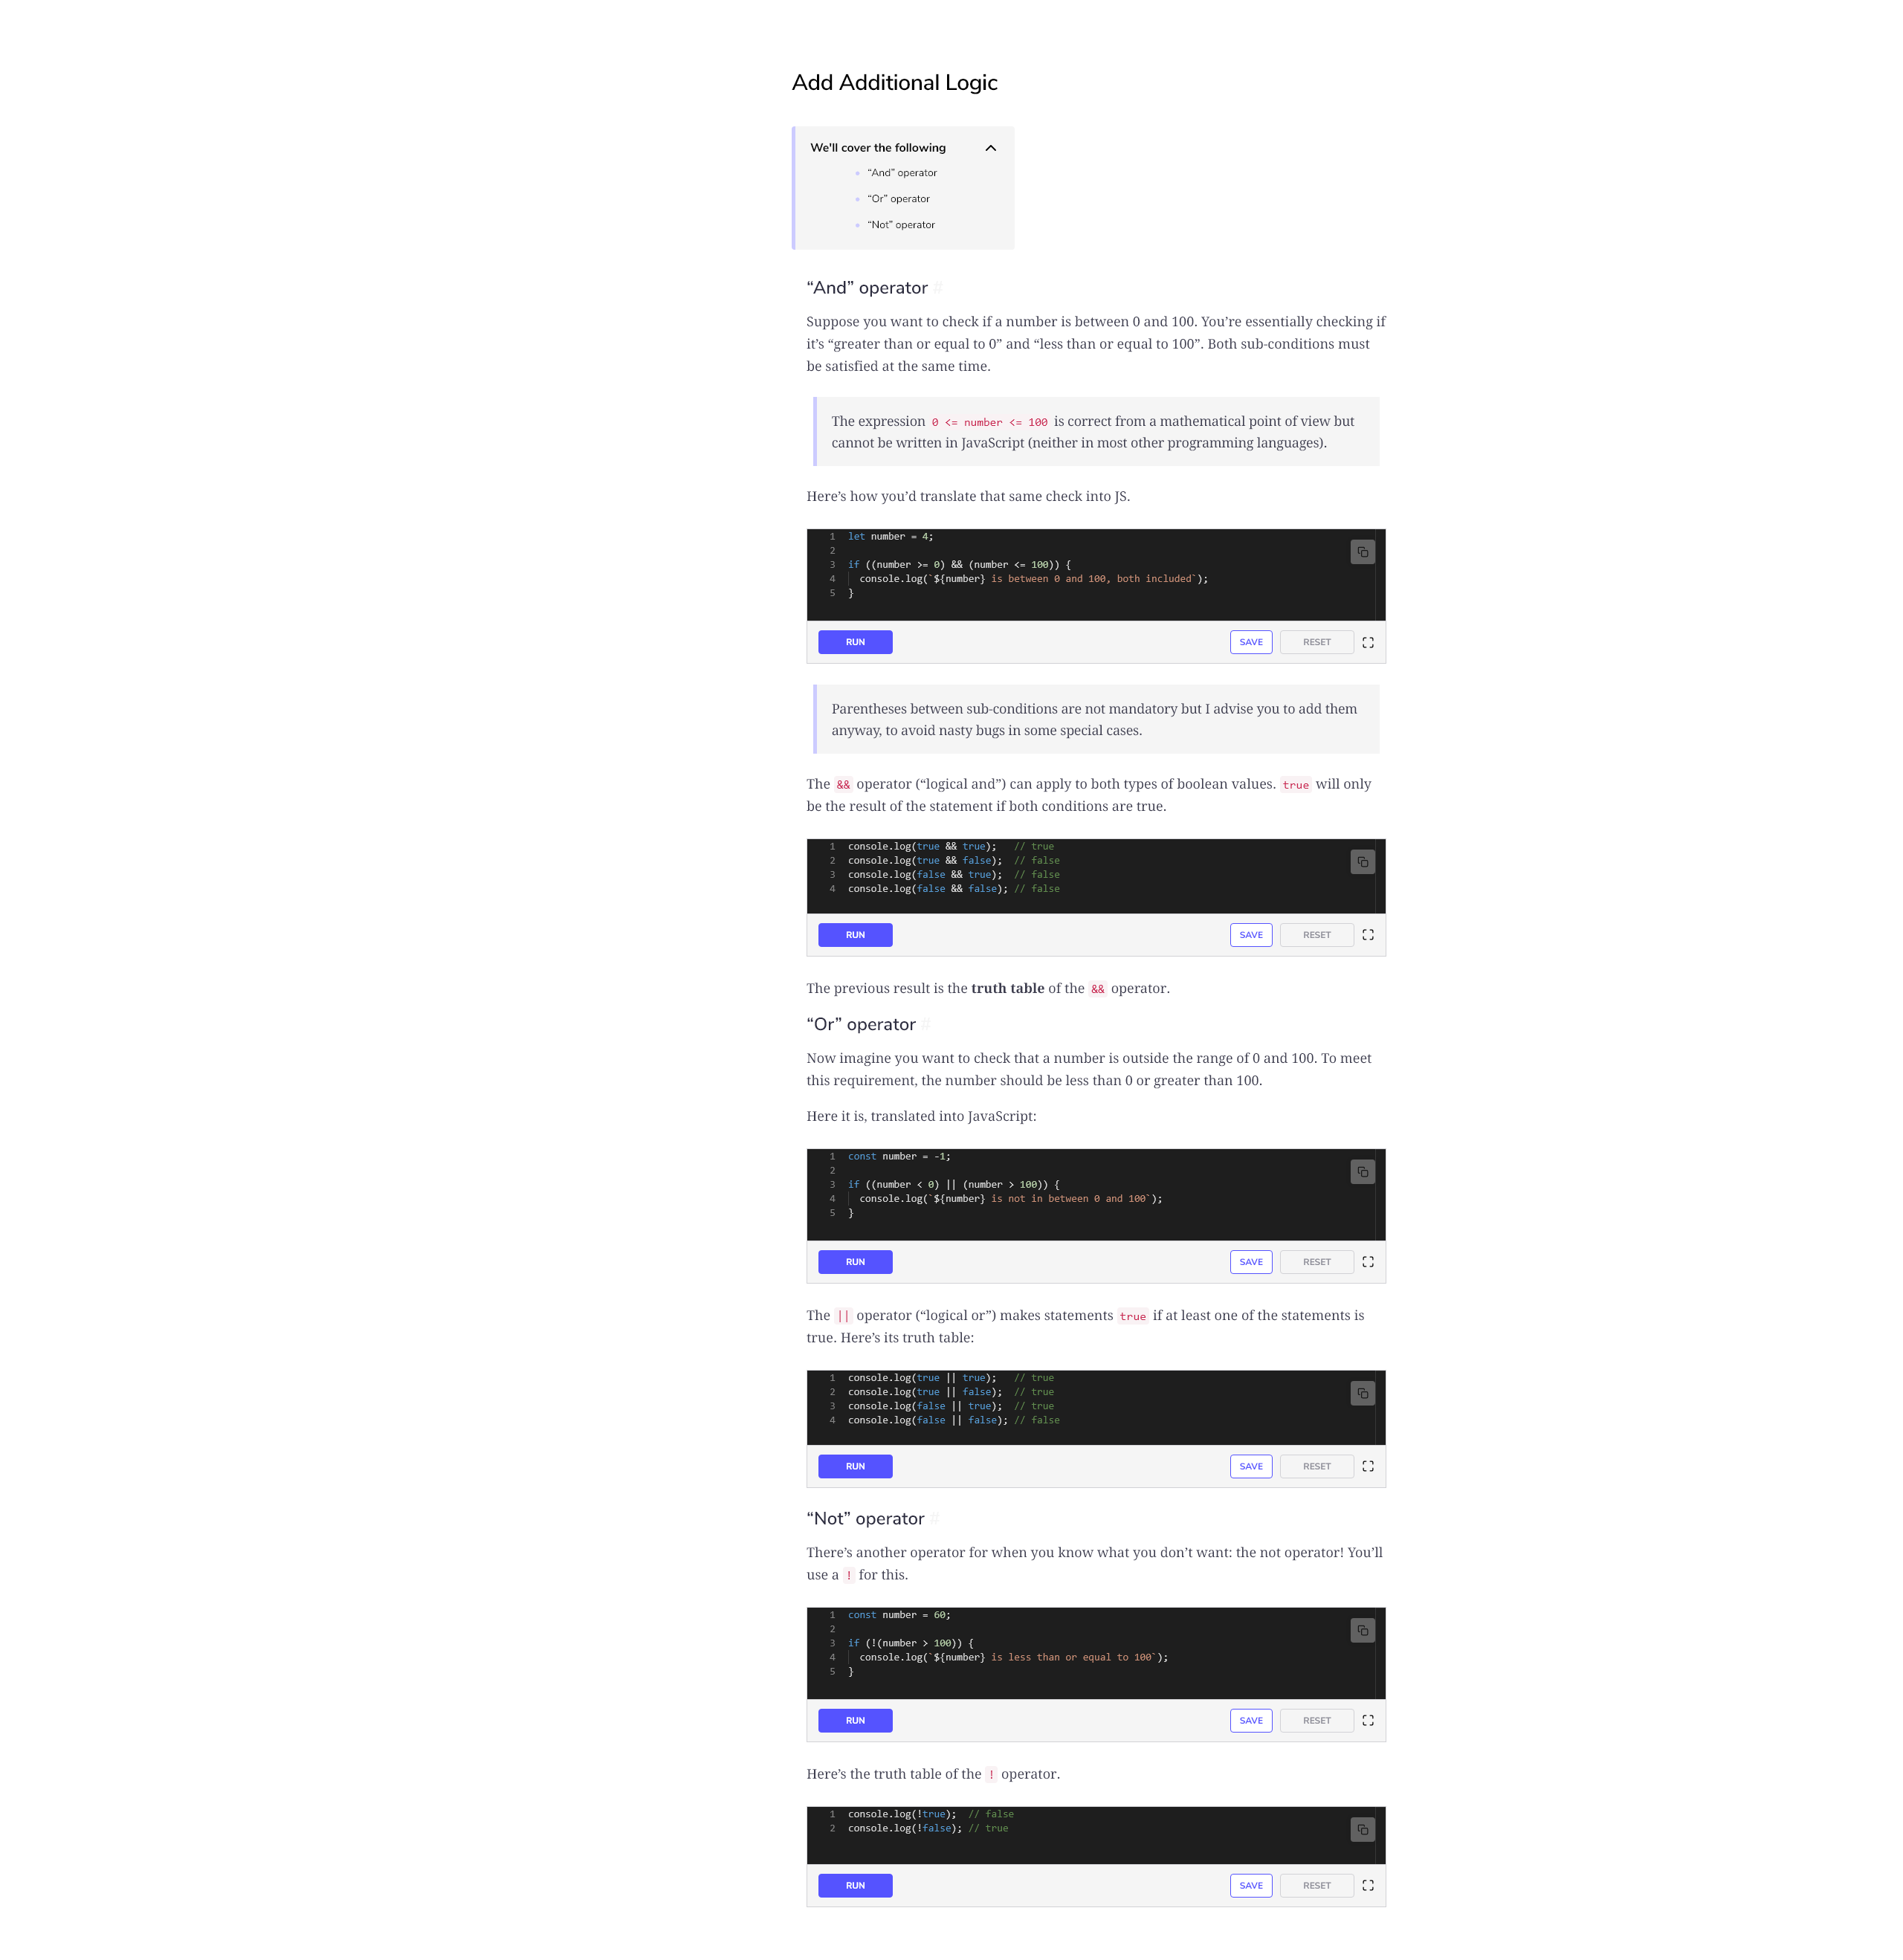 Add Additional Logic
We'll cover the following
“And” operator
“Or” operator
“Not” operator
“And” operator #
Suppose you want to check if a number is between 0 and 100. You’re essentially checking if
it’s “greater than or equal to 0” and “less than or equal to 100”. Both sub-conditions must
be satisfied at the same time.
The expression 0 <= number <= 100 is correct from a mathematical point of view but
cannot be written in JavaScript (neither in most other programming languages).
Here’s how you’d translate that same check into JS.
1 let number = 4;
2
3 if ((number >= 0) && (number <= 100)) {
4 console.log(`${number} is between 0 and 100, both included`);
5 }
RUN SAVE RESET
Parentheses between sub-conditions are not mandatory but I advise you to add them
anyway, to avoid nasty bugs in some special cases.
The && operator (“logical and”) can apply to both types of boolean values. true will only
be the result of the statement if both conditions are true.
1 console.log(true && true); // true
2 console.log(true && false); // false
3 console.log(false && true); // false
4 console.log(false && false); // false
RUN SAVE RESET
The previous result is the truth table of the && operator.
“Or” operator #
Now imagine you want to check that a number is outside the range of 0 and 100. To meet
this requirement, the number should be less than 0 or greater than 100.
Here it is, translated into JavaScript:
1 const number = -1;
2
3 if ((number < 0) || (number > 100)) {
4 console.log(`${number} is not in between 0 and 100`);
5 }
RUN SAVE RESET
The || operator (“logical or”) makes statements true if at least one of the statements is
true. Here’s its truth table:
1 console.log(true || true); // true
2 console.log(true || false); // true
3 console.log(false || true); // true
4 console.log(false || false); // false
RUN SAVE RESET
“Not” operator #
There’s another operator for when you know what you don’t want: the not operator! You’ll
use a ! for this.
1 const number = 60;
2
3 if (!(number > 100)) {
4 console.log(`${number} is less than or equal to 100`);
5 }
RUN SAVE RESET
Here’s the truth table of the ! operator.
1 console.log(!true); // false
2 console.log(!false); // true
RUN SAVE RESET